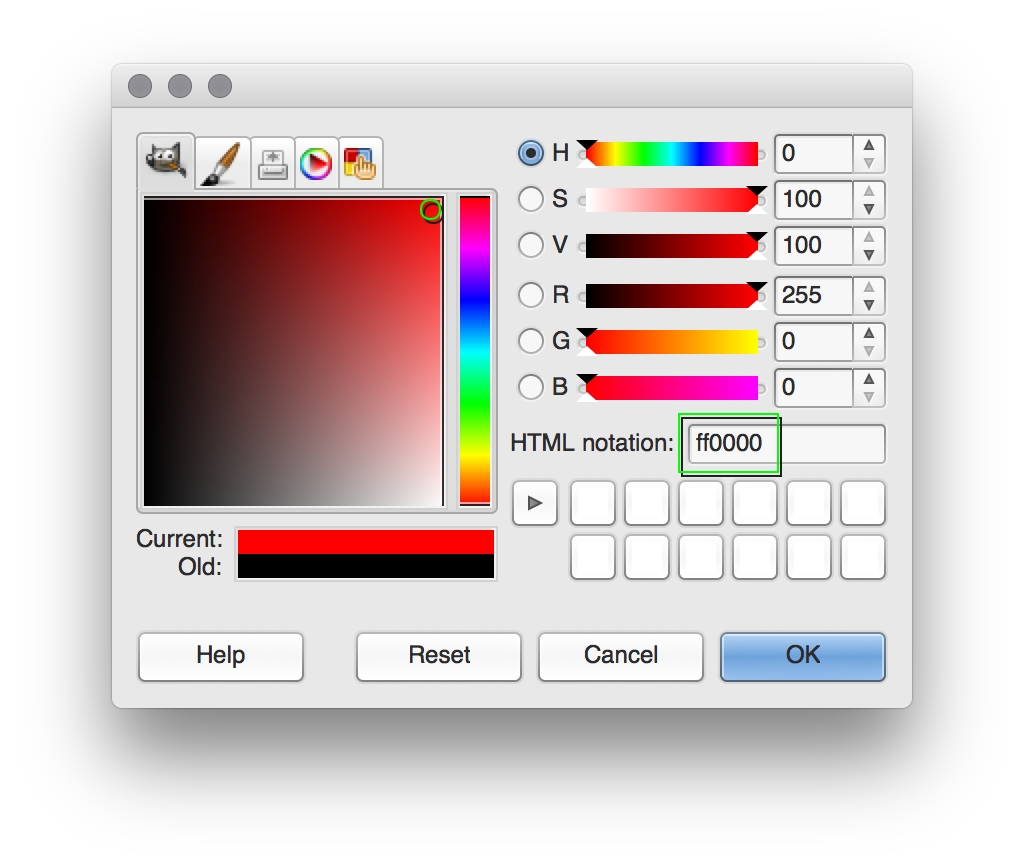 H 0
S 100
V 100
R 255
G 0
B 0
HTML notation: ff0000
Current:
Old:
Help Reset Cancel OK